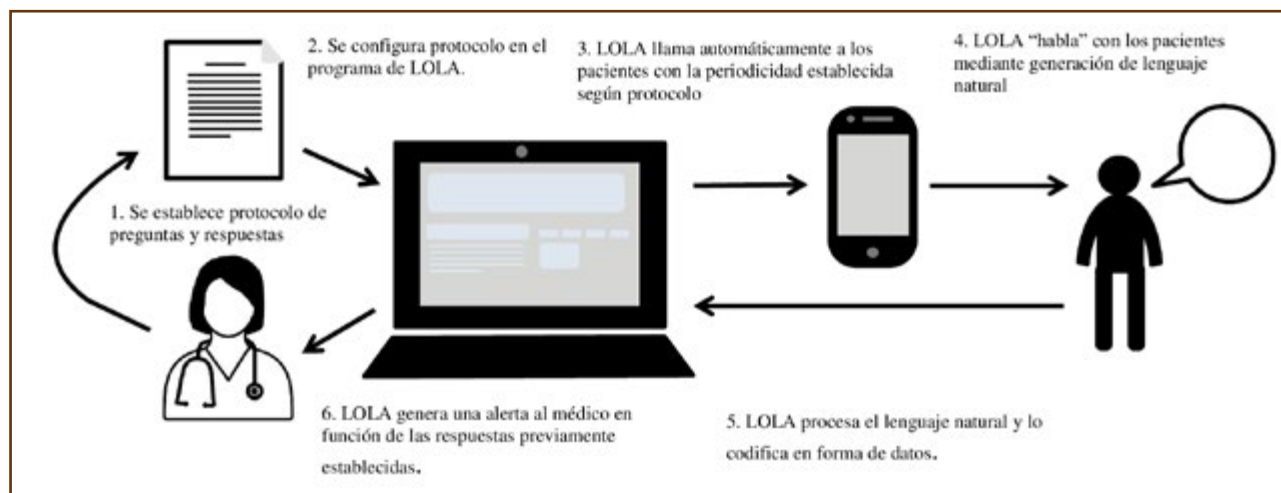 2. Se configura protocolo en el
programa de LOLA.
3. LOLA llama automáticamente a los
pacientes con la periodicidad establecida
según protocolo
4. LOLA “habla” con los pacientes
mediante generación de lenguaje
natural
1. Se establece protocolo de
preguntas y respuestas
6. LOLA genera una alerta al médico en
función de las respuestas previamente
establecidas.
5. LOLA procesa el lenguaje natural y lo
codifica en forma de datos.